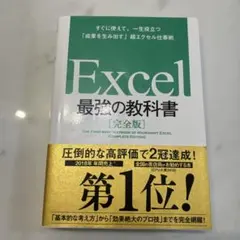 すぐに使えて、一生役立つ
「成果を生み出す」超エクセル仕事術
Excel
最強の教科書
[完全版]
圧倒的な高評価で2冠達成!
第1位!
「基本的な考え方」から「効果絶大のプロ技」までを完全網羅!